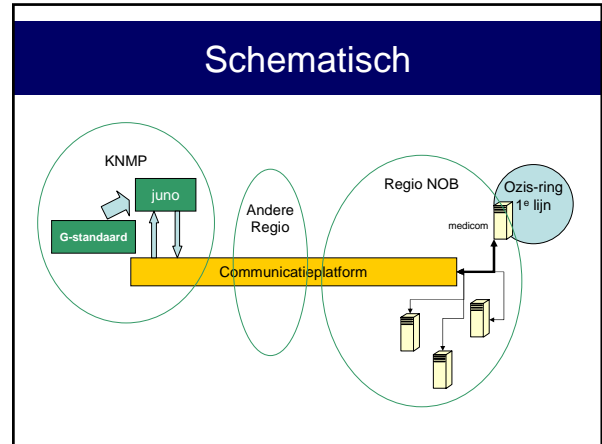 Schematisch
KNMP
juno
G-standaard
Andere
Regio
Regio NOB
Ozis-ring
1e lijn
medicom
Communicatieplatform